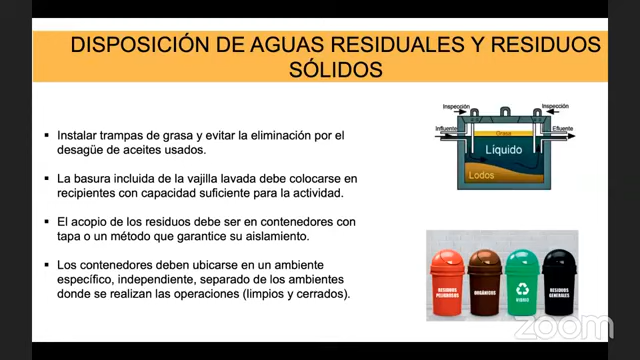 DISPOSICIÓN DE AGUAS RESIDUALES Y RESIDUOS
SÓLIDOS
▪ Instalar trampas de grasa y evitar la eliminación por el
desagüe de aceites usados.
▪ La basura incluida de la vajilla lavada debe colocarse en
recipientes con capacidad suficiente para la actividad.
▪ El acopio de los residuos debe ser en contenedores con
tapa o un método que garantice su aislamiento.
▪ Los contenedores deben ubicarse en un ambiente
específico, independiente, separado de los ambientes
donde se realizan las operaciones (limpios y cerrados).
Inspección Inspección
Influente Grasa Efluente
Líquido
Lodos
RESIDUOS
PELIGROSOS
ORGÁNICOS
VIDRIO
RESIDUOS
GENERALES
zoom